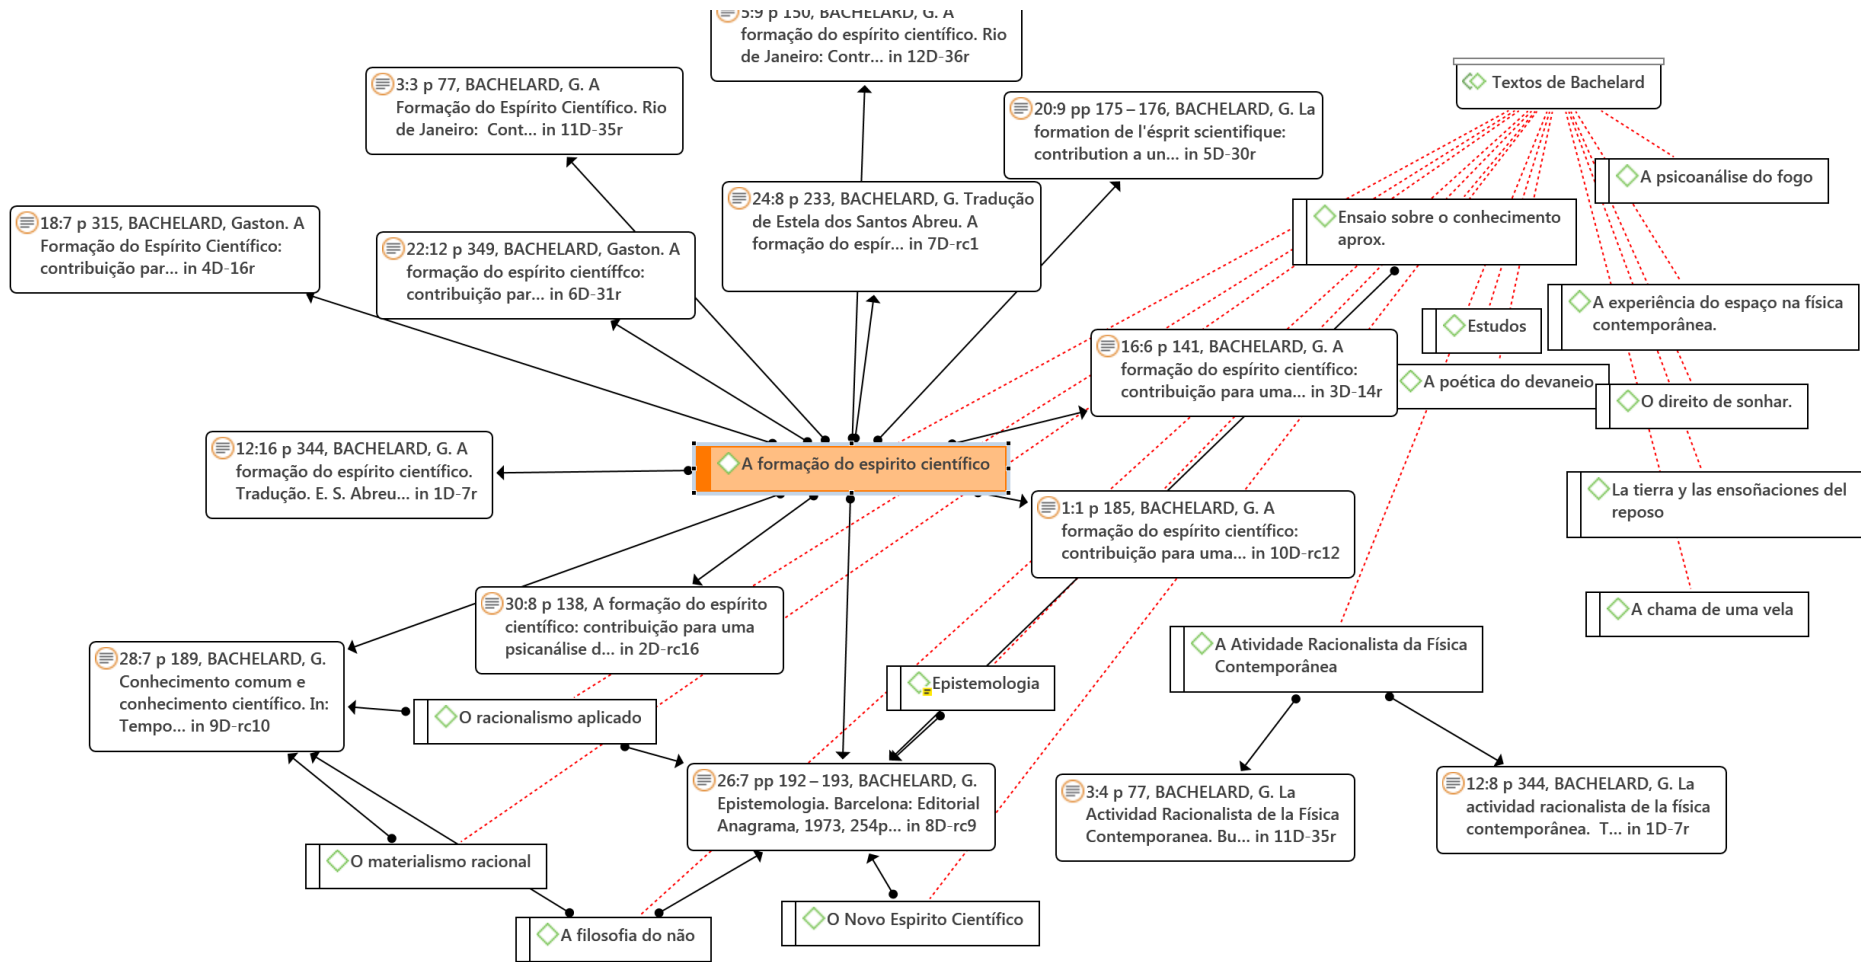 5:9 p 150, BACHELARD, G. A
formação do espírito científico. Rio
de Janeiro: Contr... in 12D-36r
3:3 p 77, BACHELARD, G. A
Formação do Espírito Científico. Rio
de Janeiro:  Cont... in 11D-35r
20:9 pp 175 – 176, BACHELARD, G. La
formation de l'ésprit scientifique:
contribution a un... in 5D-30r
Textos de Bachelard
A psicoanálise do fogo
24:8 p 233, BACHELARD, G. Tradução
de Estela dos Santos Abreu. A
formação do espír... in 7D-rc1
Ensaio sobre o conhecimento
aprox.
18:7 p 315, BACHELARD, Gaston. A
Formação do Espírito Científico:
contribuição par... in 4D-16r
22:12 p 349, BACHELARD, Gaston. A
formação do espírito científfco:
contribuição par... in 6D-31r
A experiência do espaço na física
contemporânea.
Estudos
16:6 p 141, BACHELARD, G. A
formação do espírito científico:
contribuição para uma... in 3D-14r
A poética do devaneio
O direito de sonhar.
12:16 p 344, BACHELARD, G. A
formação do espírito científico.
Tradução. E. S. Abreu... in 1D-7r
A formação do espirito científico
La tierra y las ensoñaciones del
reposo
1:1 p 185, BACHELARD, G. A
formação do espírito científico:
contribuição para uma... in 10D-rc12
30:8 p 138, A formação do espírito
científico: contribuição para uma
psicanálise d... in 2D-rc16
A chama de uma vela
28:7 p 189, BACHELARD, G.
Conhecimento comum e
conhecimento científico. In:
Tempo... in 9D-rc10
A Atividade Racionalista da Física
Contemporânea
Epistemologia
O racionalismo aplicado
26:7 pp 192 – 193, BACHELARD, G.
Epistemologia. Barcelona: Editorial
Anagrama, 1973, 254p... in 8D-rc9
3:4 p 77, BACHELARD, G. La
Actividad Racionalista de la Física
Contemporanea. Bu... in 11D-35r
12:8 p 344, BACHELARD, G. La
actividad racionalista de la física
contemporánea.  T... in 1D-7r
O materialismo racional
O Novo Espirito Científico
A filosofia do não